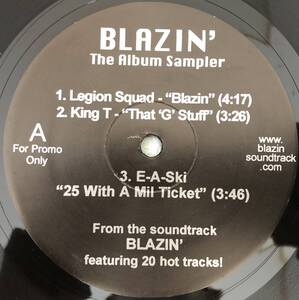 BLAZIN'
The Album Sampler
1. Legion Squad - "Blazin" (4:17)
2. King T - "That 'G' Stuff" (3:26)
A
For Promo
Only
www.
blazin
soundtrack
.com
3. E-A-Ski
"25 With A Mil Ticket" (3:46)
From the soundtrack
BLAZIN'
featuring 20 hot tracks!